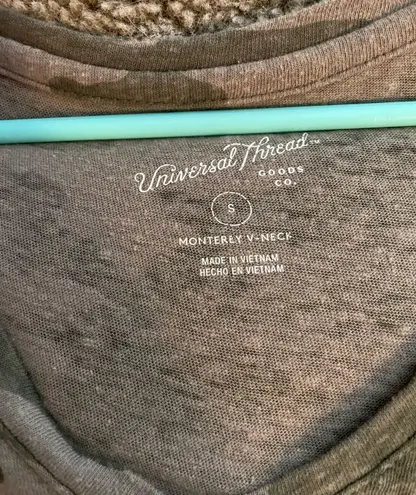 Universal Thread™
GOODS
CO.
S
MONTERLY V-NECK
MADE IN VIETNAM
HECHO EN VIETNAM